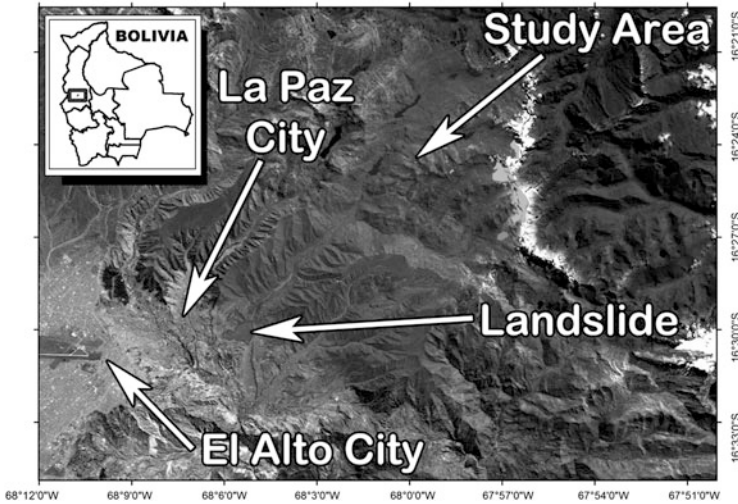 BOLIVIA
Study Area
La Paz
City
Landslide
El Alto City
16°21'0"S
16°24'0"S
16°27'0"S
16°30'0"S
16°33'0"S
68°12'0"W
68°9'0"W
68°6'0"W
68°3'0"W
68°0'0"W
67°57'0"W
67°54'0"W
67°51'0"W